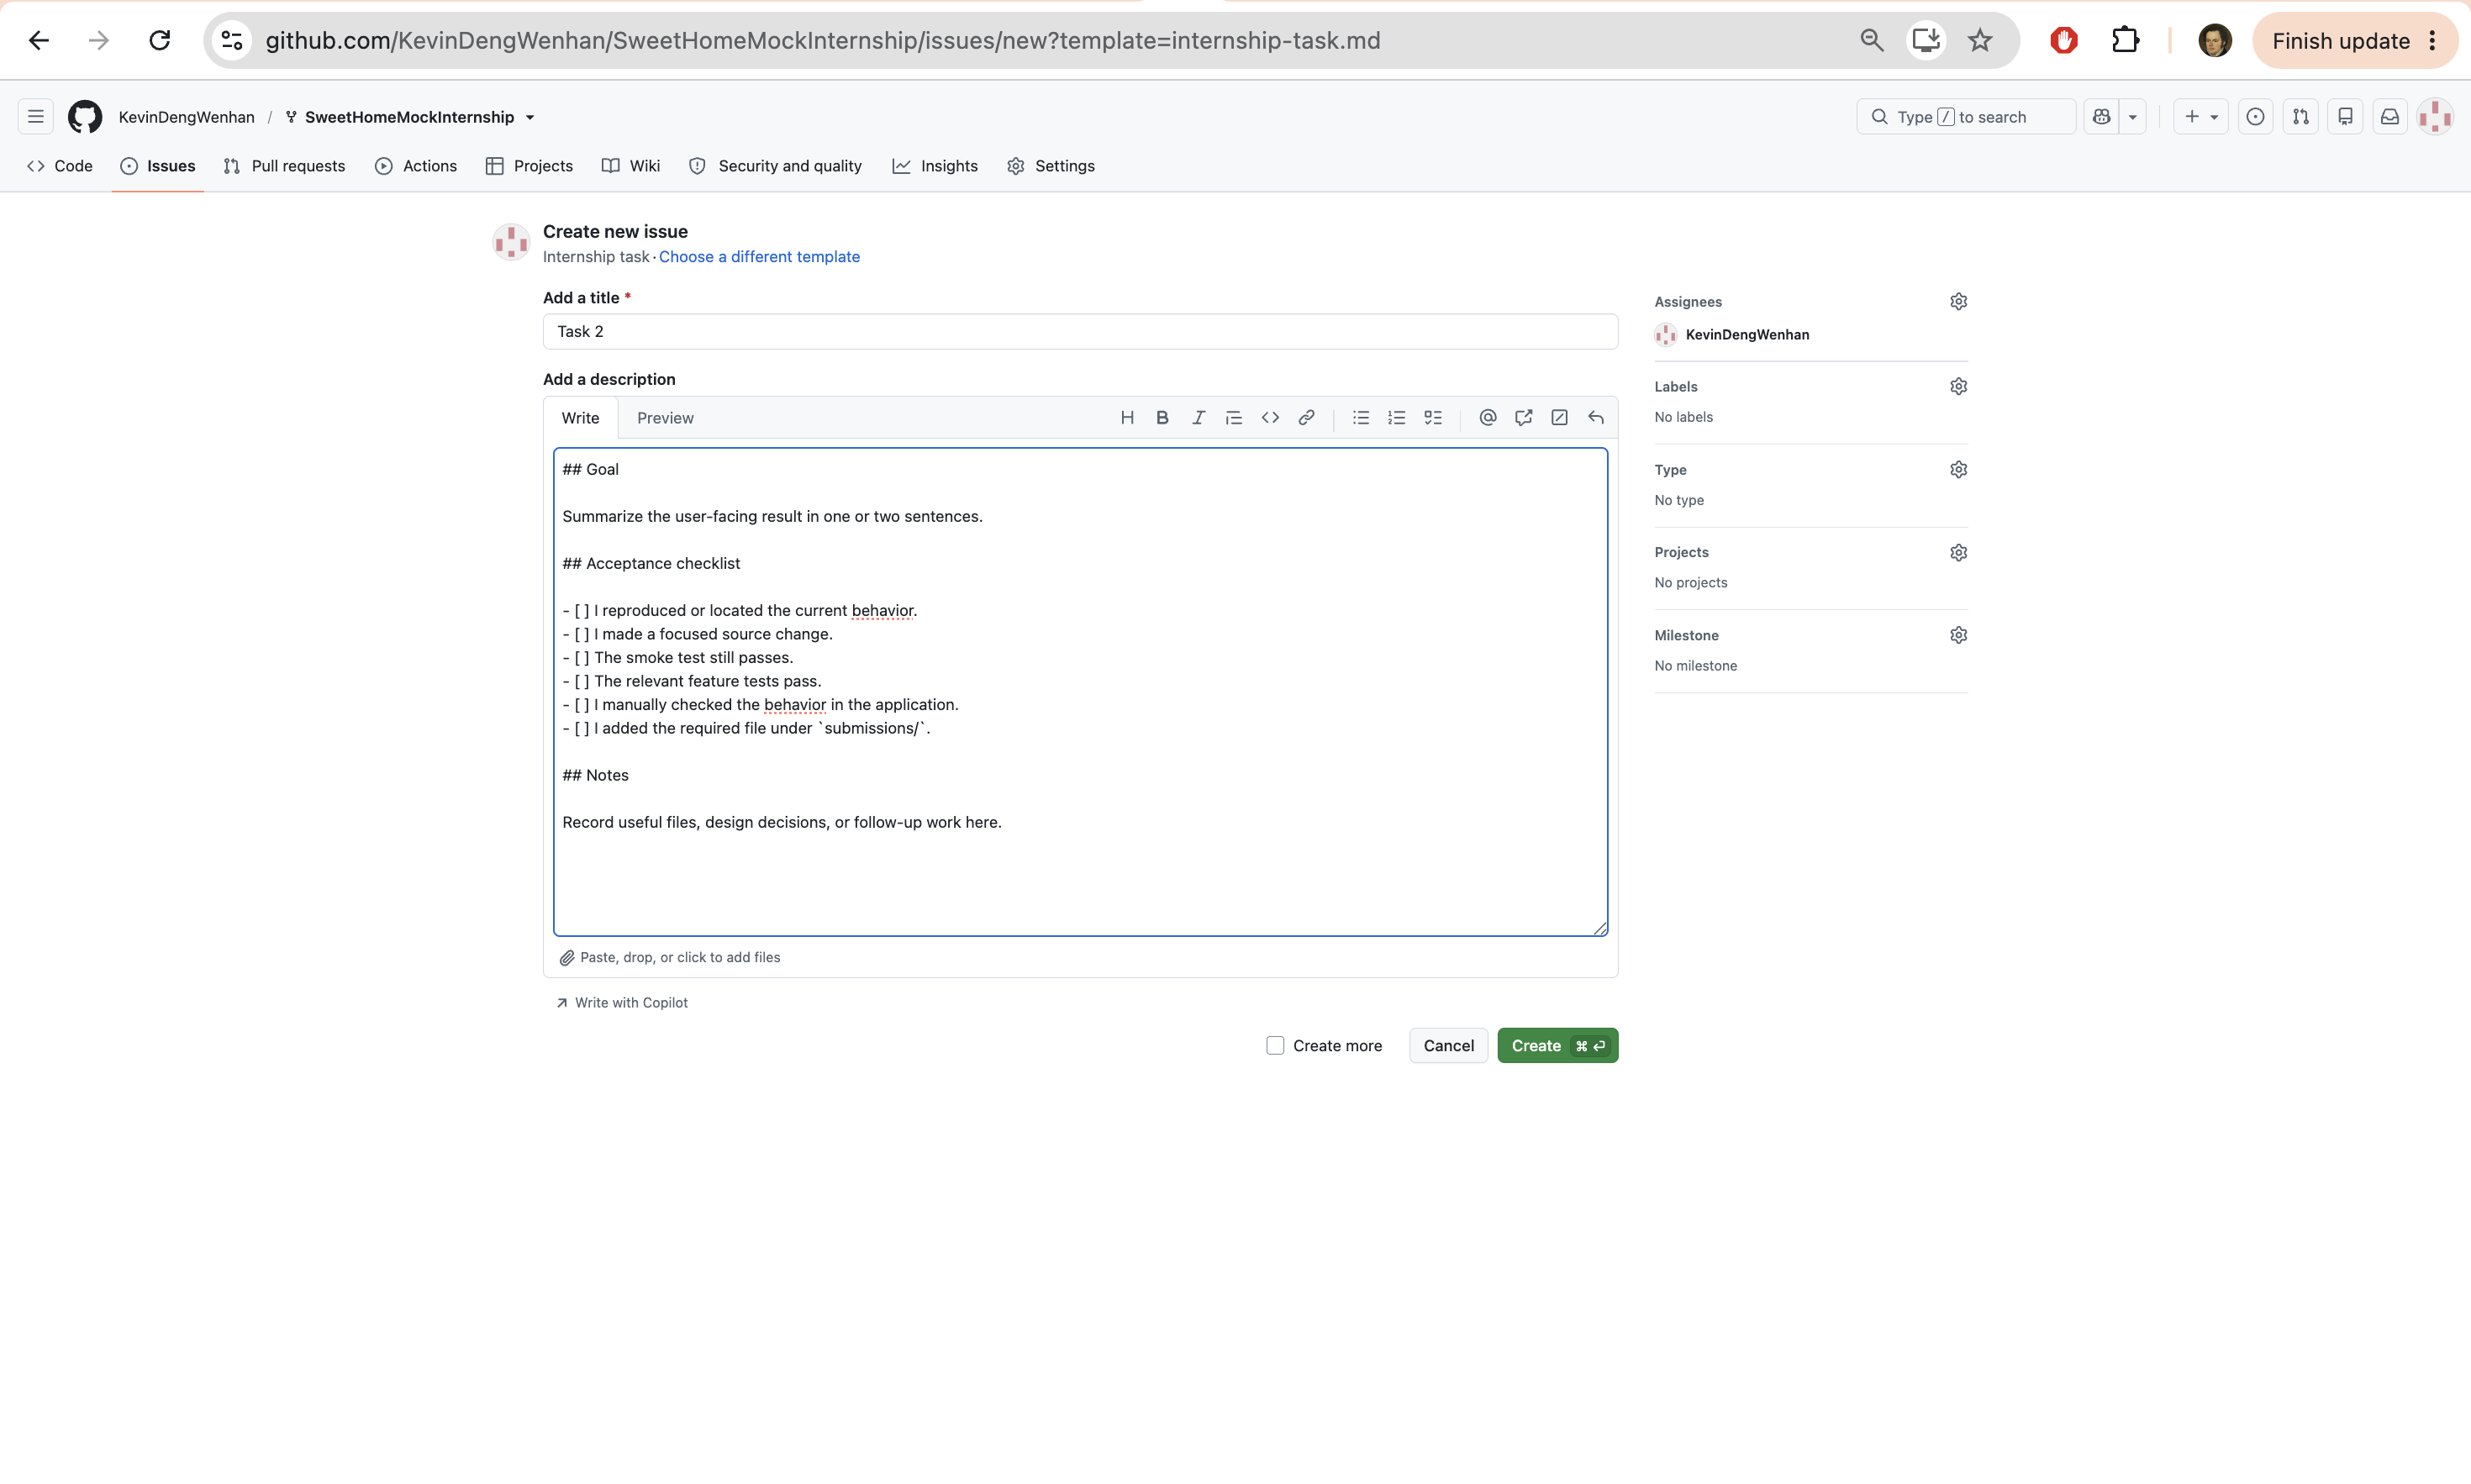 github.com/KevinDengWenhan/SweetHomeMockInternship/issues/new?template=internship-task.md
Finish update
KevinDengWenhan / SweetHomeMockInternship
Type / to search
Code
Issues
Pull requests
Actions
Projects
Wiki
Security and quality
Insights
Settings
Create new issue
Internship task · Choose a different template
Add a title *
Task 2
Add a description
Write
Preview
## Goal
Summarize the user-facing result in one or two sentences.
## Acceptance checklist
- [ ] I reproduced or located the current behavior.
- [ ] I made a focused source change.
- [ ] The smoke test still passes.
- [ ] The relevant feature tests pass.
- [ ] I manually checked the behavior in the application.
- [ ] I added the required file under `submissions/`.
## Notes
Record useful files, design decisions, or follow-up work here.
Paste, drop, or click to add files
Write with Copilot
Create more
Cancel
Create ⌘ ⏎
Assignees
KevinDengWenhan
Labels
No labels
Type
No type
Projects
No projects
Milestone
No milestone